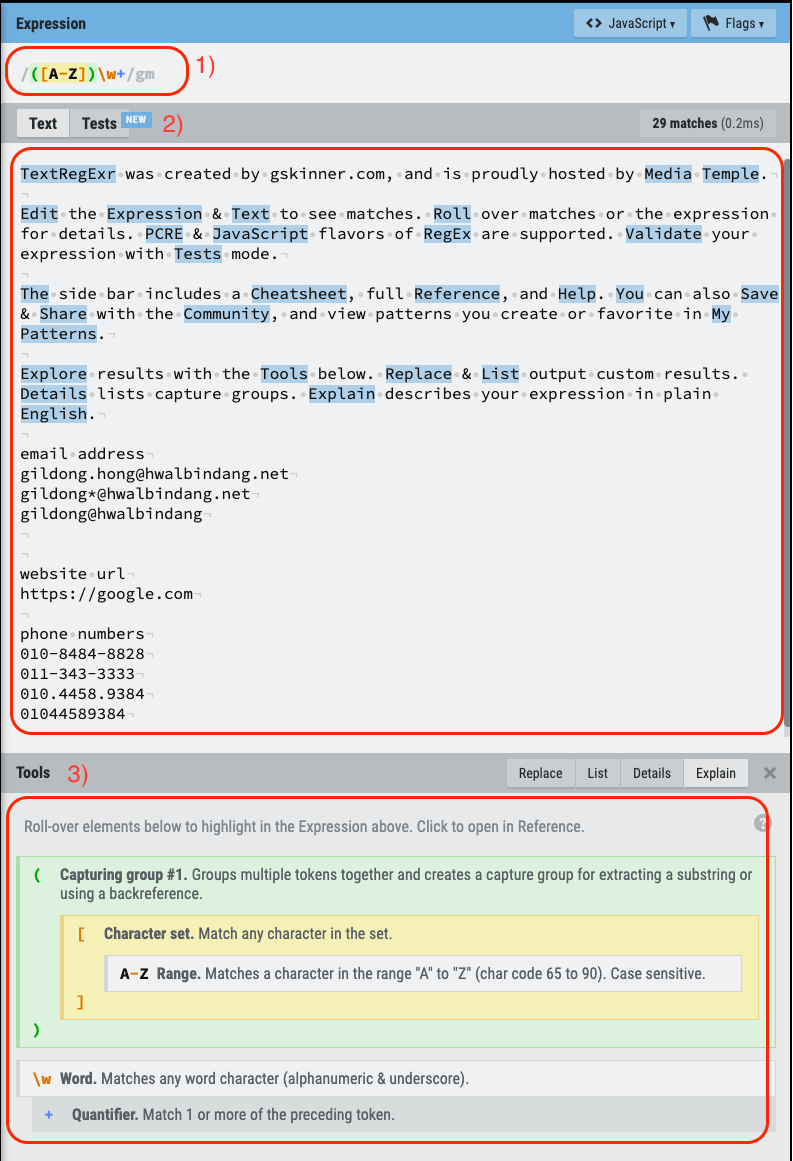 Expression
<> JavaScript ▾
Flags ▾
/([A-Z])\w+/gm
1)
Text
Tests NEW
2)
29 matches (0.2ms)
TextRegExr was created by gskinner.com, and is proudly hosted by Media Temple.
Edit the Expression & Text to see matches. Roll over matches or the expression
for details. PCRE & JavaScript flavors of RegEx are supported. Validate your
expression with Tests mode.
The side bar includes a Cheatsheet, full Reference, and Help. You can also Save
& Share with the Community, and view patterns you create or favorite in My
Patterns.
Explore results with the Tools below. Replace & List output custom results.
Details lists capture groups. Explain describes your expression in plain
English.
email address
gildong.hong@hwalbindang.net
gildong*@hwalbindang.net
gildong@hwalbindang
website url
https://google.com
phone numbers
010-8484-8828
011-343-3333
010.4458.9384
01044589384
Tools
3)
Replace
List
Details
Explain
×
Roll-over elements below to highlight in the Expression above. Click to open in Reference.
?
( Capturing group #1. Groups multiple tokens together and creates a capture group for extracting a substring or
using a backreference.
[ Character set. Match any character in the set.
A-Z Range. Matches a character in the range "A" to "Z" (char code 65 to 90). Case sensitive.
]
)
\w Word. Matches any word character (alphanumeric & underscore).
+ Quantifier. Match 1 or more of the preceding token.